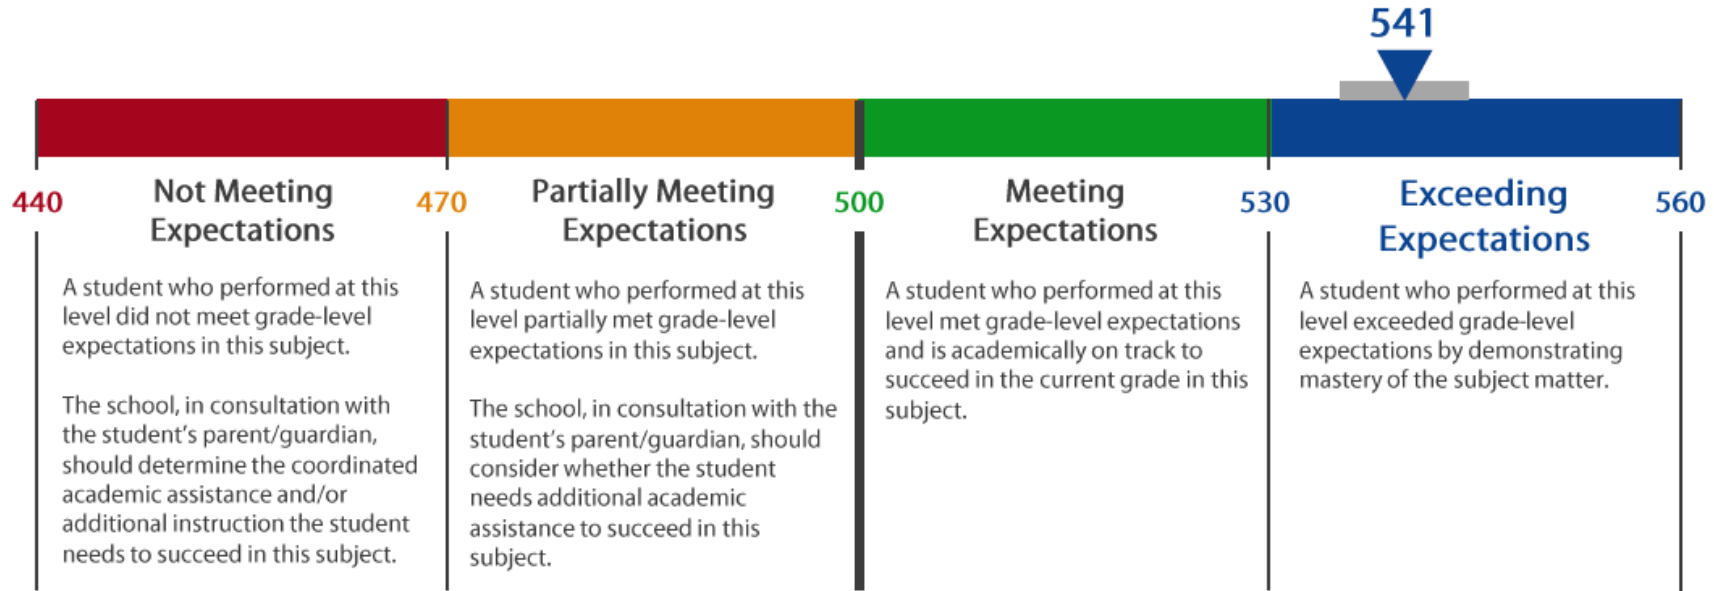 541
440
Not Meeting
Expectations
470
Partially Meeting
Expectations
500
Meeting
Expectations
530
Exceeding
Expectations
560
A student who performed at this
level did not meet grade-level
expectations in this subject.
The school, in consultation with
the student's parent/guardian,
should determine the coordinated
academic assistance and/or
additional instruction the student
needs to succeed in this subject.
A student who performed at this
level partially met grade-level
expectations in this subject.
The school, in consultation with the
student's parent/guardian, should
consider whether the student
needs additional academic
assistance to succeed in this
subject.
A student who performed at this
level met grade-level expectations
and is academically on track to
succeed in the current grade in this
subject.
A student who performed at this
level exceeded grade-level
expectations by demonstrating
mastery of the subject matter.